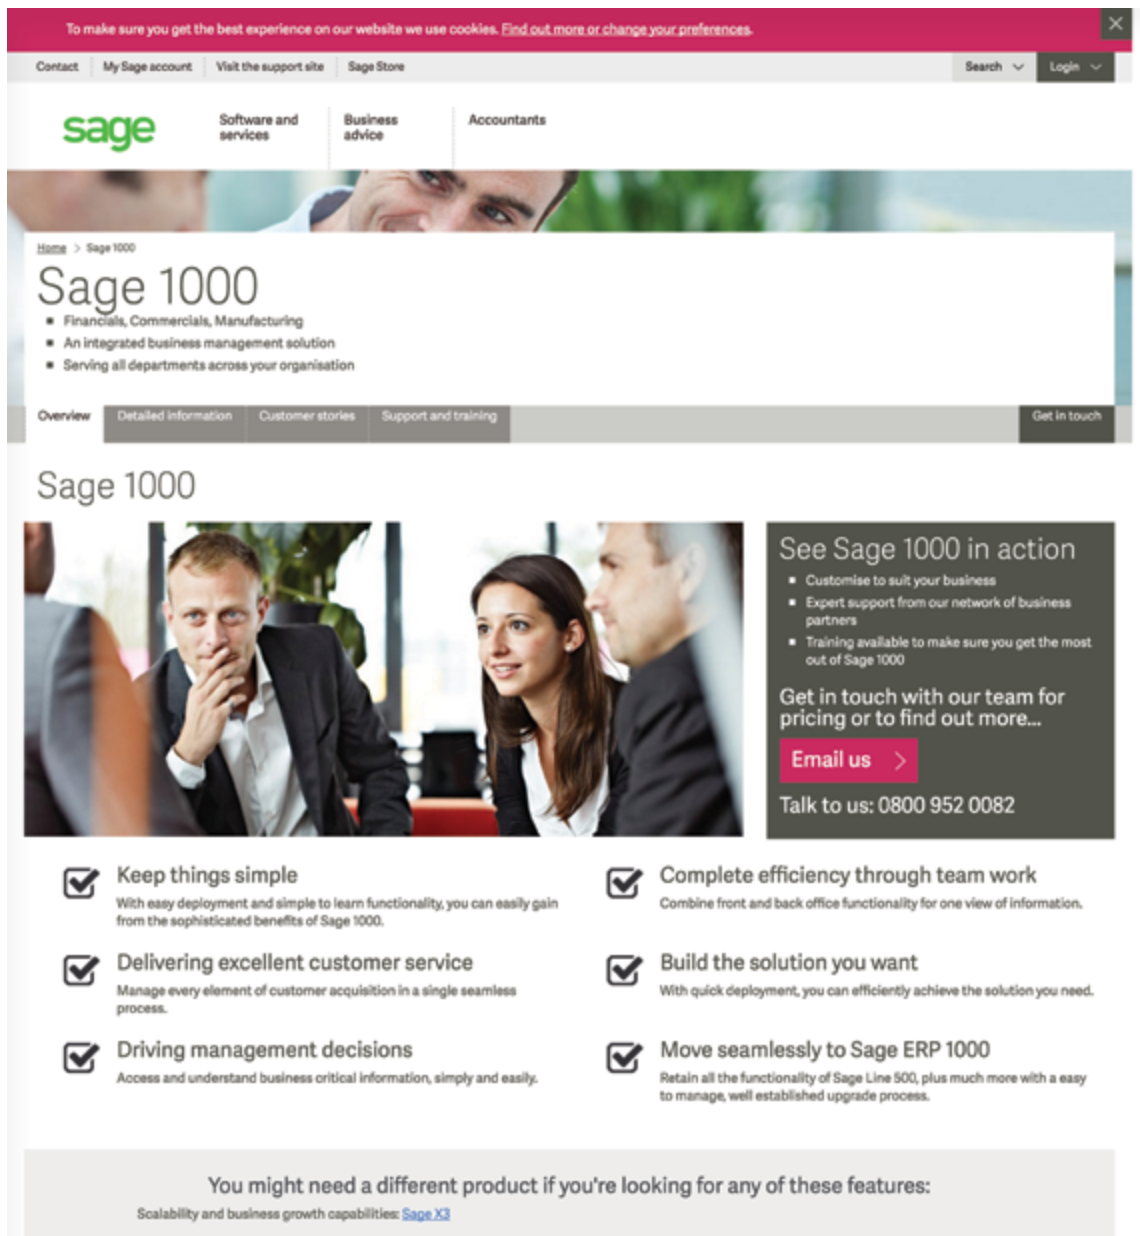 To make sure you get the best experience on our website we use cookies. Find out more or change your preferences.
Contact
My Sage account
Visit the support site
Sage Store
Search
Login
sage
Software and
services
Business
advice
Accountants
Home > Sage 1000
Sage 1000
Financials, Commercials, Manufacturing
An integrated business management solution
Serving all departments across your organisation
Overview
Detailed information
Customer stories
Support and training
Get in touch
Sage 1000
See Sage 1000 in action
Customise to suit your business
Expert support from our network of business
partners
Training available to make sure you get the most
out of Sage 1000
Get in touch with our team for
pricing or to find out more...
Email us
Talk to us: 0800 952 0082
Keep things simple
With easy deployment and simple to learn functionality, you can easily gain
from the sophisticated benefits of Sage 1000.
Complete efficiency through team work
Combine front and back office functionality for one view of information.
Delivering excellent customer service
Manage every element of customer acquisition in a single seamless
process.
Build the solution you want
With quick deployment, you can efficiently achieve the solution you need.
Driving management decisions
Access and understand business critical information, simply and easily.
Move seamlessly to Sage ERP 1000
Retain all the functionality of Sage Line 500, plus much more with a easy
to manage, well established upgrade process.
You might need a different product if you're looking for any of these features:
Scalability and business growth capabilities: Sage X3